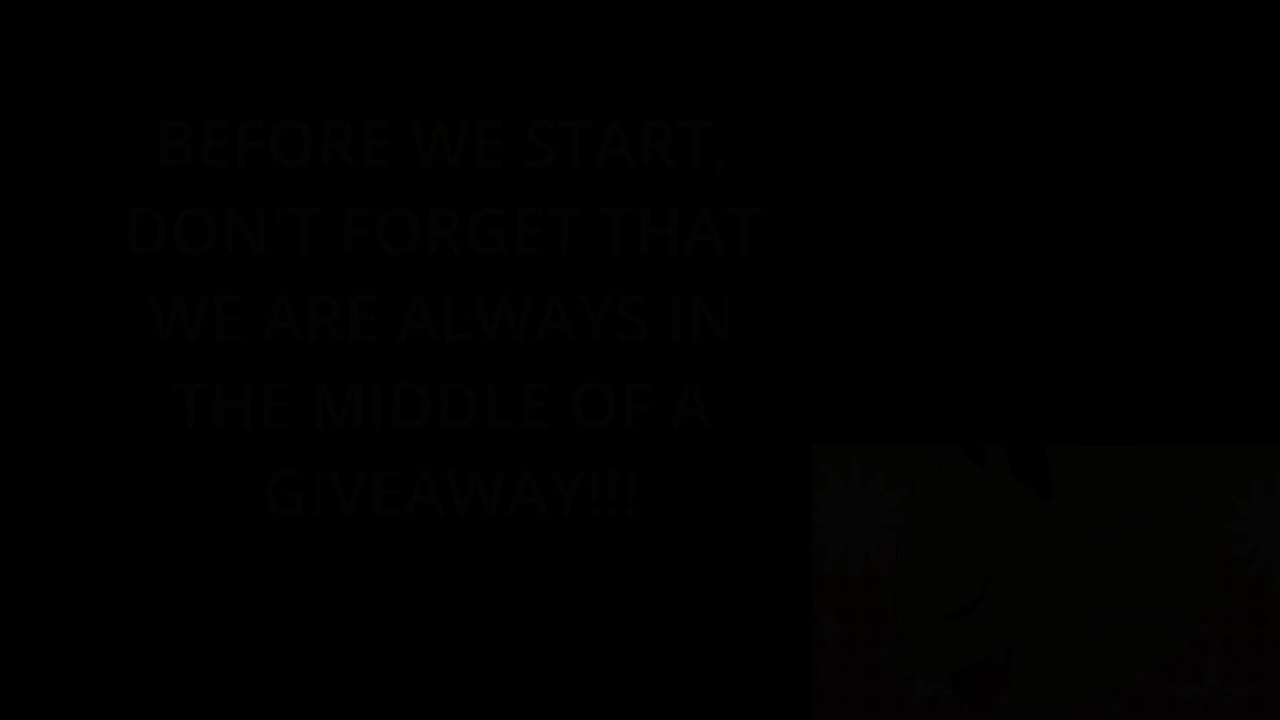 BEFORE WE START,
DON'T FORGET THAT
WE ARE ALWAYS IN
THE MIDDLE OF A
GIVEAWAY!!!